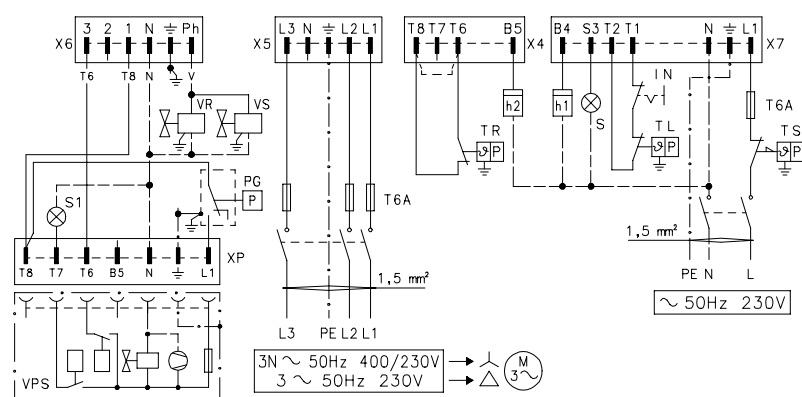 3 2 1 N Ph
X6
T6 T8 N V
VR VS
PG
P
S1
XP
T8 T7 T6 B5 N L1
VPS
L3 N L2 L1
X5
T6A
1,5 mm²
L3 PE L2 L1
3N ~ 50Hz 400/230V
3 ~ 50Hz 230V
M
3~
T8 T7 T6 B5
X4
h2
TR
ϑ P
B4 S3 T2 T1 N L1
X7
h1
S
IN
TL
ϑ P
T6A
TS
ϑ P
1,5 mm²
PE N L
~ 50Hz 230V